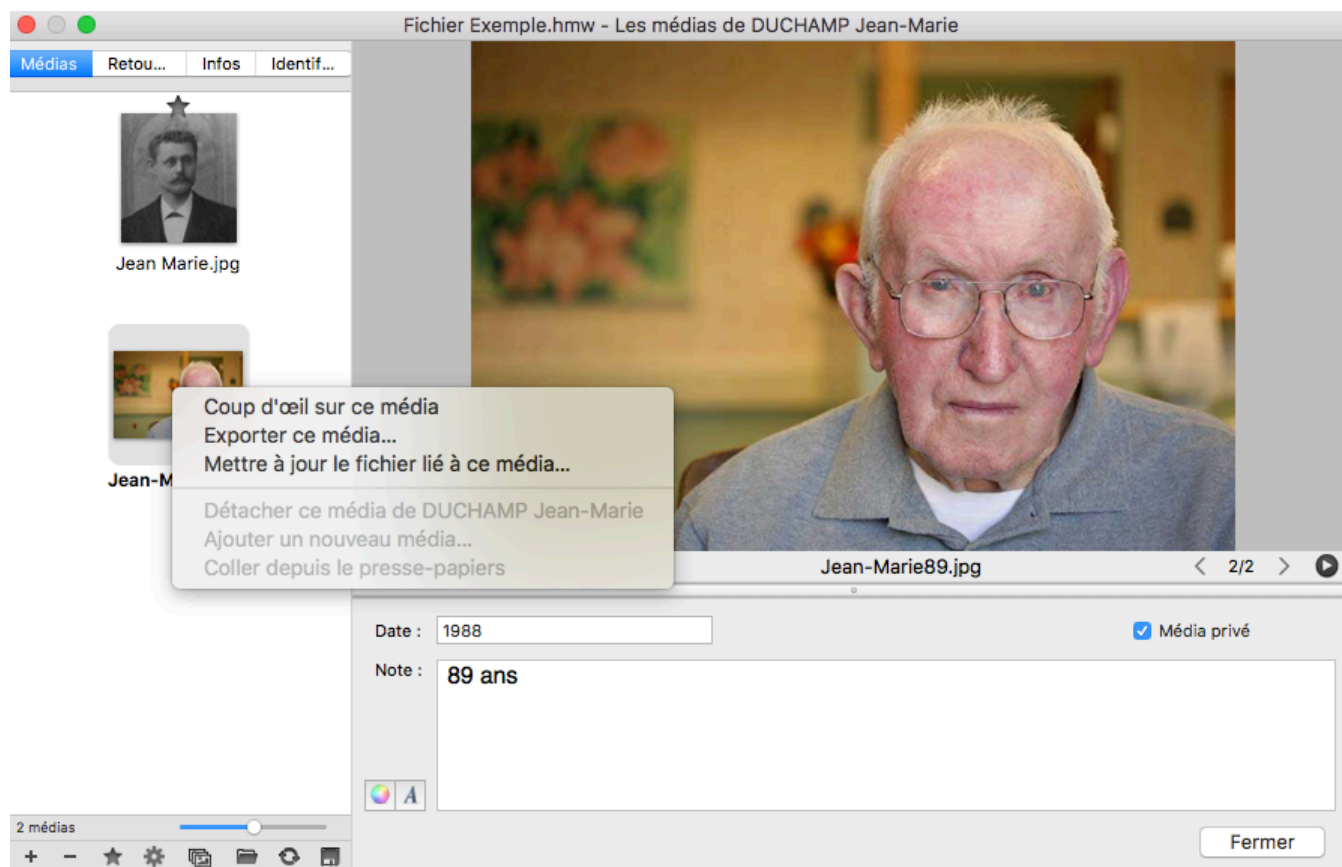 Fichier Exemple.hmw - Les médias de DUCHAMP Jean-Marie
Médias Retou... Infos Identif...
Jean Marie.jpg
Coup d'œil sur ce média
Exporter ce média...
Mettre à jour le fichier lié à ce média...
Jean-M
Détacher ce média de DUCHAMP Jean-Marie
Ajouter un nouveau média...
Coller depuis le presse-papiers
Jean-Marie89.jpg
2/2
Date : 1988
Média privé
Note : 89 ans
A
2 médias
Fermer